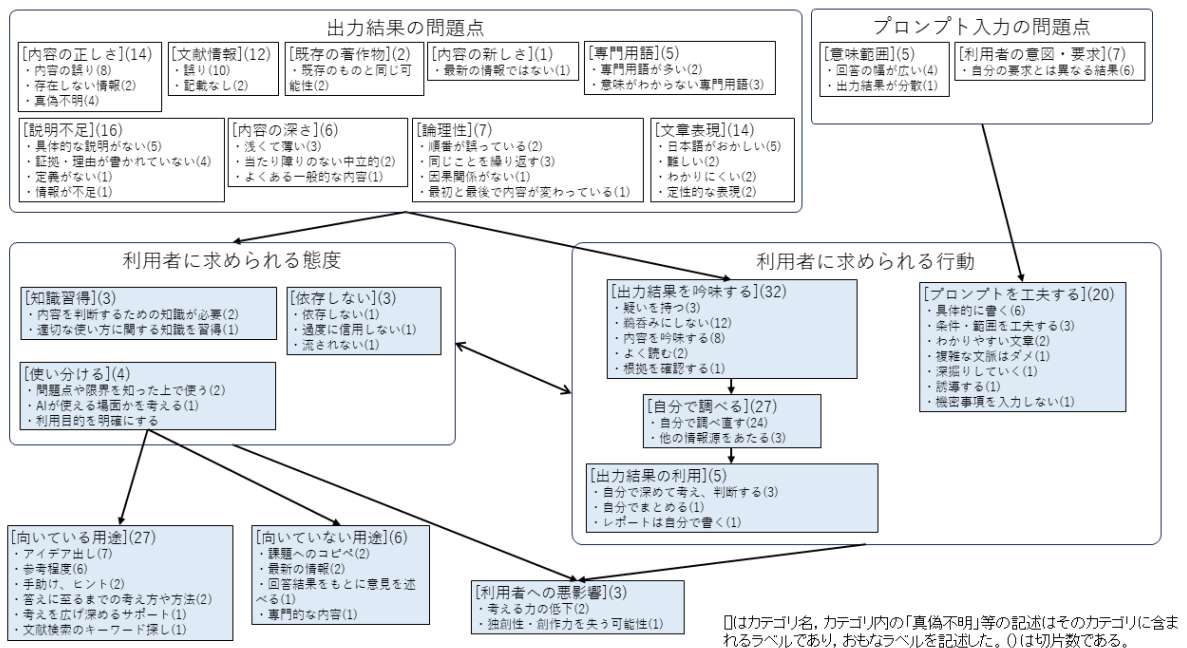 出力結果の問題点
[内容の正しさ](14)
・内容の誤り(8)
・存在しない情報(2)
・真偽不明(4)
[文献情報](12)
・誤り(10)
・記載なし(2)
[既存の著作物](2)
・既存のものと同じ可
能性(2)
[内容の新しさ](1)
・最新の情報ではない(1)
[専門用語](5)
・専門用語が多い(2)
・意味がわからない専門用語(3)
[説明不足](16)
・具体的な説明がない(5)
・証拠・理由が書かれていない(4)
・定義がない(1)
・情報が不足(1)
[内容の深さ](6)
・浅くて薄い(3)
・当たり障りのない中立的(2)
・よくある一般的な内容(1)
[論理性](7)
・順番が誤っている(2)
・同じことを繰り返す(3)
・因果関係がない(1)
・最初と最後で内容が変わっている(1)
[文章表現](14)
・日本語がおかしい(5)
・難しい(2)
・わかりにくい(2)
・定性的な表現(2)
プロンプト入力の問題点
[意味範囲](5)
・回答の幅が広い(4)
・出力結果が分散(1)
[利用者の意図・要求](7)
・自分の要求とは異なる結果(6)
利用者に求められる態度
[知識習得](3)
・内容を判断するための知識が必要(2)
・適切な使い方に関する知識を習得(1)
[依存しない](3)
・依存しない(1)
・過度に信用しない(1)
・流されない(1)
[使い分ける](4)
・問題点や限界を知った上で使う(2)
・AIが使える場面かを考える(1)
・利用目的を明確にする
利用者に求められる行動
[出力結果を吟味する](32)
・疑いを持つ(3)
・鵜呑みにしない(12)
・内容を吟味する(8)
・よく読む(2)
・根拠を確認する(1)
[自分で調べる](27)
・自分で調べ直す(24)
・他の情報源をあたる(3)
[出力結果の利用](5)
・自分で深めて考え、判断する(3)
・自分でまとめる(1)
・レポートは自分で書く(1)
[プロンプトを工夫する](20)
・具体的に書く(6)
・条件・範囲を工夫する(3)
・わかりやすい文章(2)
・複雑な文脈はダメ(1)
・深掘りしていく(1)
・誘導する(1)
・機密事項を入力しない(1)
[向いている用途](27)
・アイデア出し(7)
・参考程度(6)
・手助け、ヒント(2)
・答えに至るまでの考え方や方法(2)
・考えを広げ深めるサポート(1)
・文献検索のキーワード探し(1)
[向いていない用途](6)
・課題へのコピペ(2)
・最新の情報(2)
・回答結果をもとに意見を述
べる(1)
・専門的な内容(1)
[利用者への悪影響](3)
・考える力の低下(2)
・独創性・創作力を失う可能性(1)
[]はカテゴリ名，カテゴリ内の「真偽不明」等の記述はそのカテゴリに含ま
れるラベルであり，おもなラベルを記述した。()は切片数である。